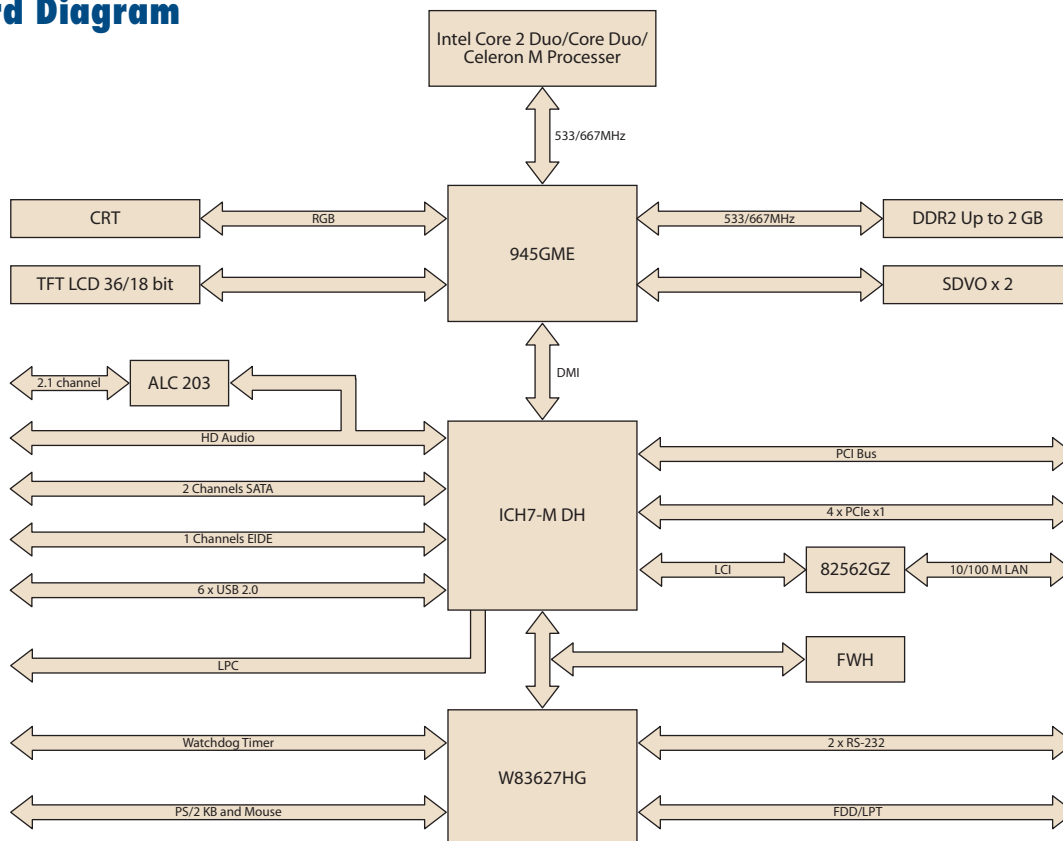 rd Diagram
Intel Core 2 Duo/Core Duo/
Celeron M Processer
533/667MHz
CRT
RGB
945GME
533/667MHz
DDR2 Up to 2 GB
TFT LCD 36/18 bit
SDVO x 2
DMI
2.1 channel
ALC 203
HD Audio
PCI Bus
2 Channels SATA
ICH7-M DH
4 x PCIe x1
1 Channels EIDE
LCI
82562GZ
10/100 M LAN
6 x USB 2.0
LPC
FWH
Watchdog Timer
2 x RS-232
W83627HG
PS/2 KB and Mouse
FDD/LPT